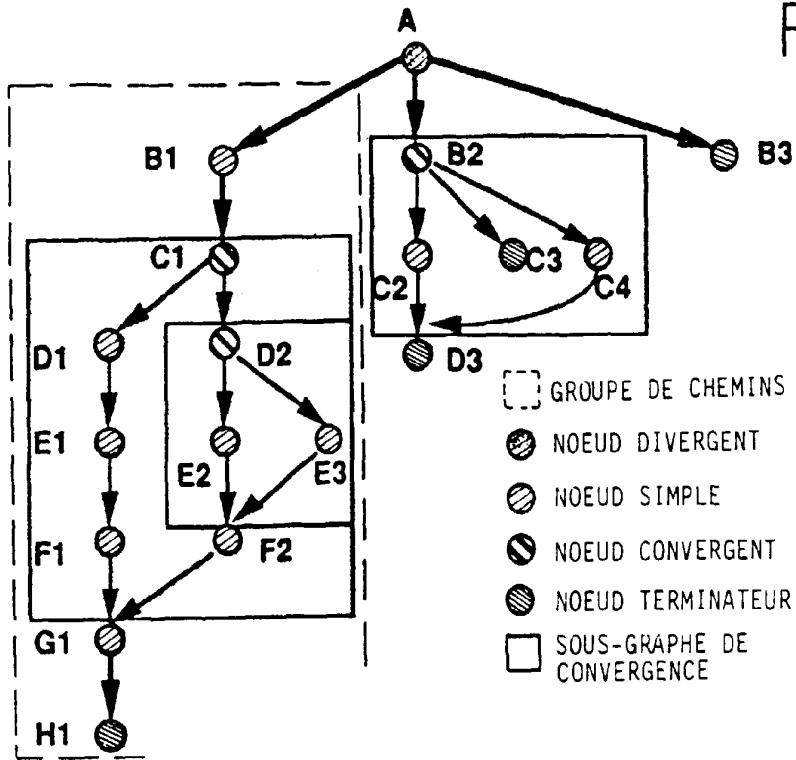 A
B1
B2
B3
C1
C2
C3
C4
D1
D2
D3
E1
E2
E3
F1
F2
G1
H1
GROUPE DE CHEMINS
NOEUD DIVERGENT
NOEUD SIMPLE
NOEUD CONVERGENT
NOEUD TERMINATEUR
SOUS-GRAPHE DE
CONVERGENCE